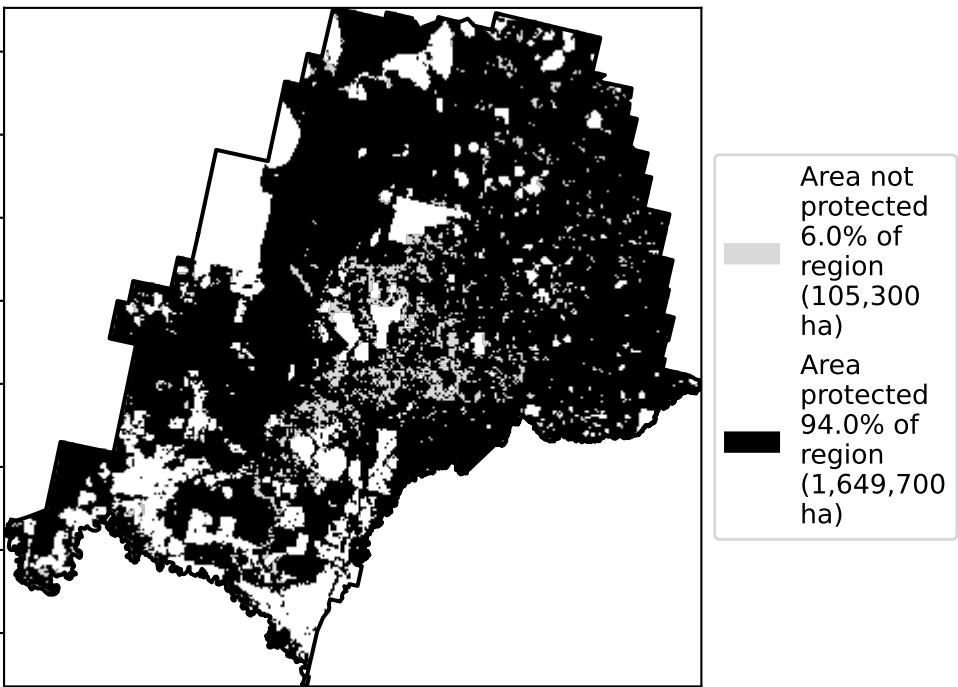 Area not
protected
6.0% of
region
(105,300
ha)
Area
protected
94.0% of
region
(1,649,700
ha)